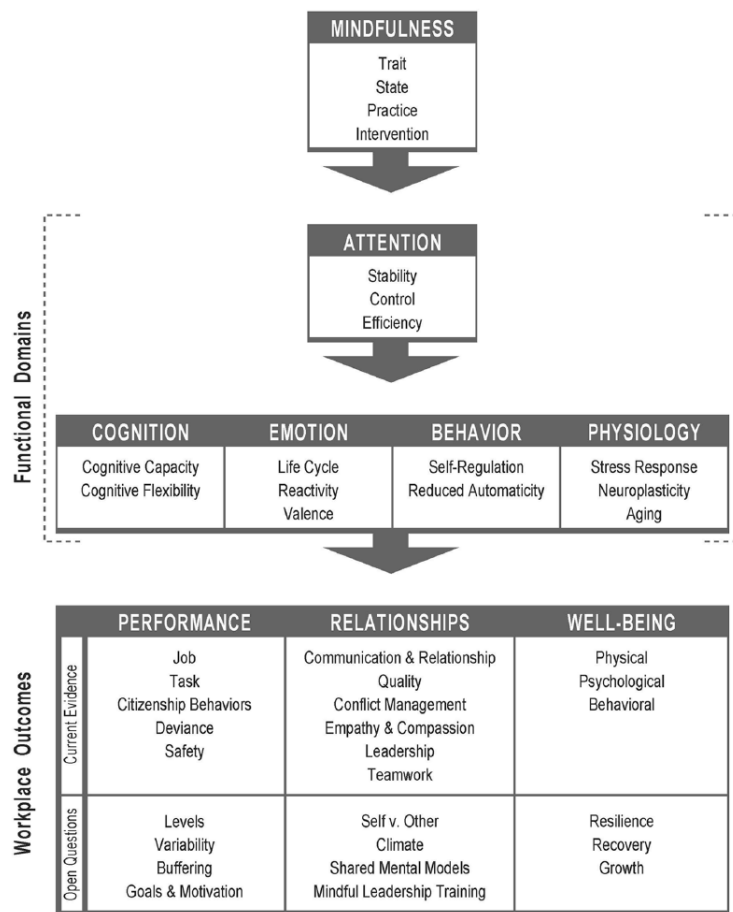 MINDFULNESS
Trait
State
Practice
Intervention
Functional Domains
ATTENTION
Stability
Control
Efficiency
COGNITION
Cognitive Capacity
Cognitive Flexibility
EMOTION
Life Cycle
Reactivity
Valence
BEHAVIOR
Self-Regulation
Reduced Automaticity
PHYSIOLOGY
Stress Response
Neuroplasticity
Aging
Workplace Outcomes
PERFORMANCE
RELATIONSHIPS
WELL-BEING
Current Evidence
Job
Task
Citizenship Behaviors
Deviance
Safety
Communication & Relationship
Quality
Conflict Management
Empathy & Compassion
Leadership
Teamwork
Physical
Psychological
Behavioral
Open Questions
Levels
Variability
Buffering
Goals & Motivation
Self v. Other
Climate
Shared Mental Models
Mindful Leadership Training
Resilience
Recovery
Growth